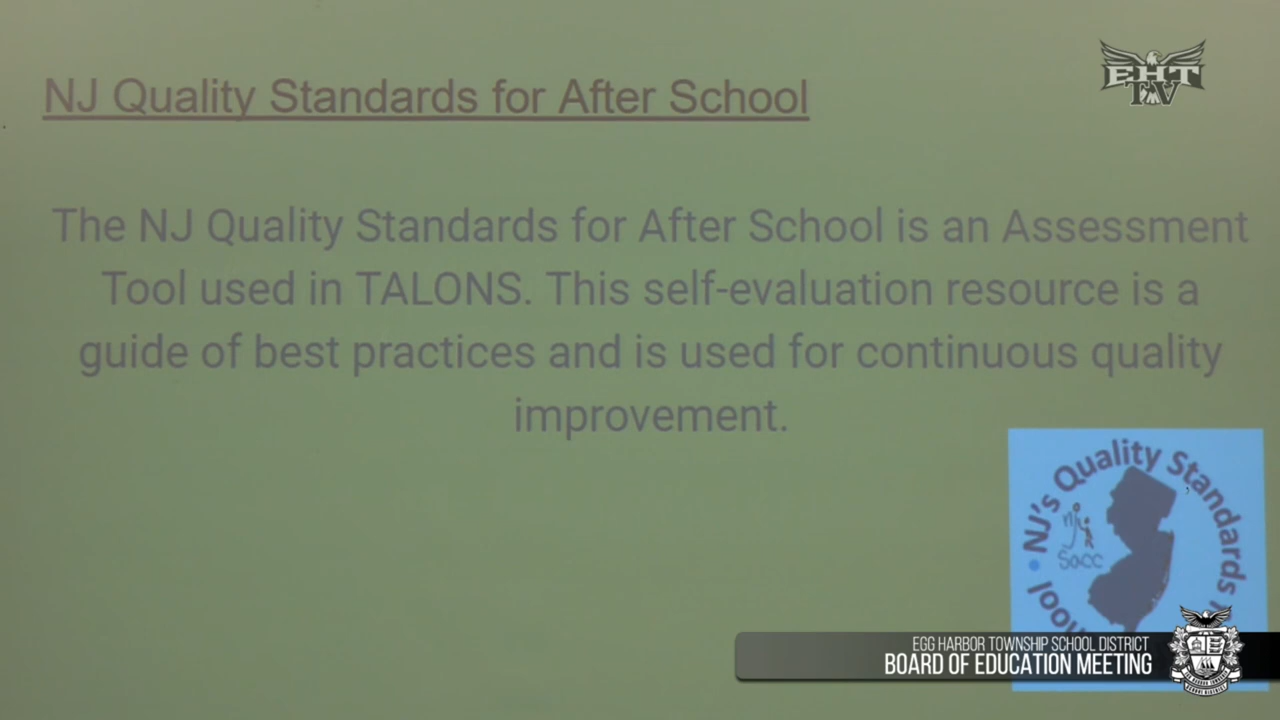 NJ Quality Standards for After School
EHT
TV
The NJ Quality Standards for After School is an Assessment
Tool used in TALONS. This self-evaluation resource is a
guide of best practices and is used for continuous quality
improvement.
NJ's Quality Standards
nj
Sacc
EGG HARBOR TOWNSHIP SCHOOL DISTRICT
BOARD OF EDUCATION MEETING